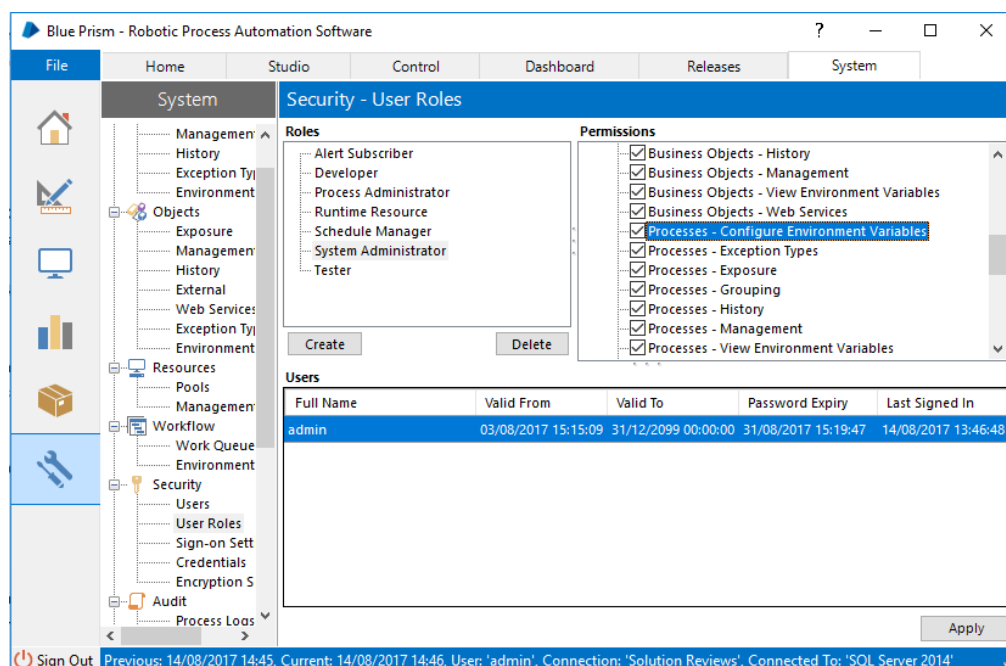 Blue Prism - Robotic Process Automation Software
?
File Home Studio Control Dashboard Releases System
System
Management
History
Exception Typ
Environment
Objects
Exposure
Management
History
External
Web Services
Exception Typ
Environment
Resources
Pools
Management
Workflow
Work Queue
Environment
Security
Users
User Roles
Sign-on Sett
Credentials
Encryption S
Audit
Process Logs
Security - User Roles
Roles
Alert Subscriber
Developer
Process Administrator
Runtime Resource
Schedule Manager
System Administrator
Tester
Create Delete
Permissions
Business Objects - History
Business Objects - Management
Business Objects - View Environment Variables
Business Objects - Web Services
Processes - Configure Environment Variables
Processes - Exception Types
Processes - Exposure
Processes - Grouping
Processes - History
Processes - Management
Processes - View Environment Variables
Users
Full Name Valid From Valid To Password Expiry Last Signed In
admin 03/08/2017 15:15:09 31/12/2099 00:00:00 31/08/2017 15:19:47 14/08/2017 13:46:48
Apply
Sign Out Previous: 14/08/2017 14:45. Current: 14/08/2017 14:46. User: 'admin'. Connection: 'Solution Reviews'. Connected To: 'SQL Server 2014'